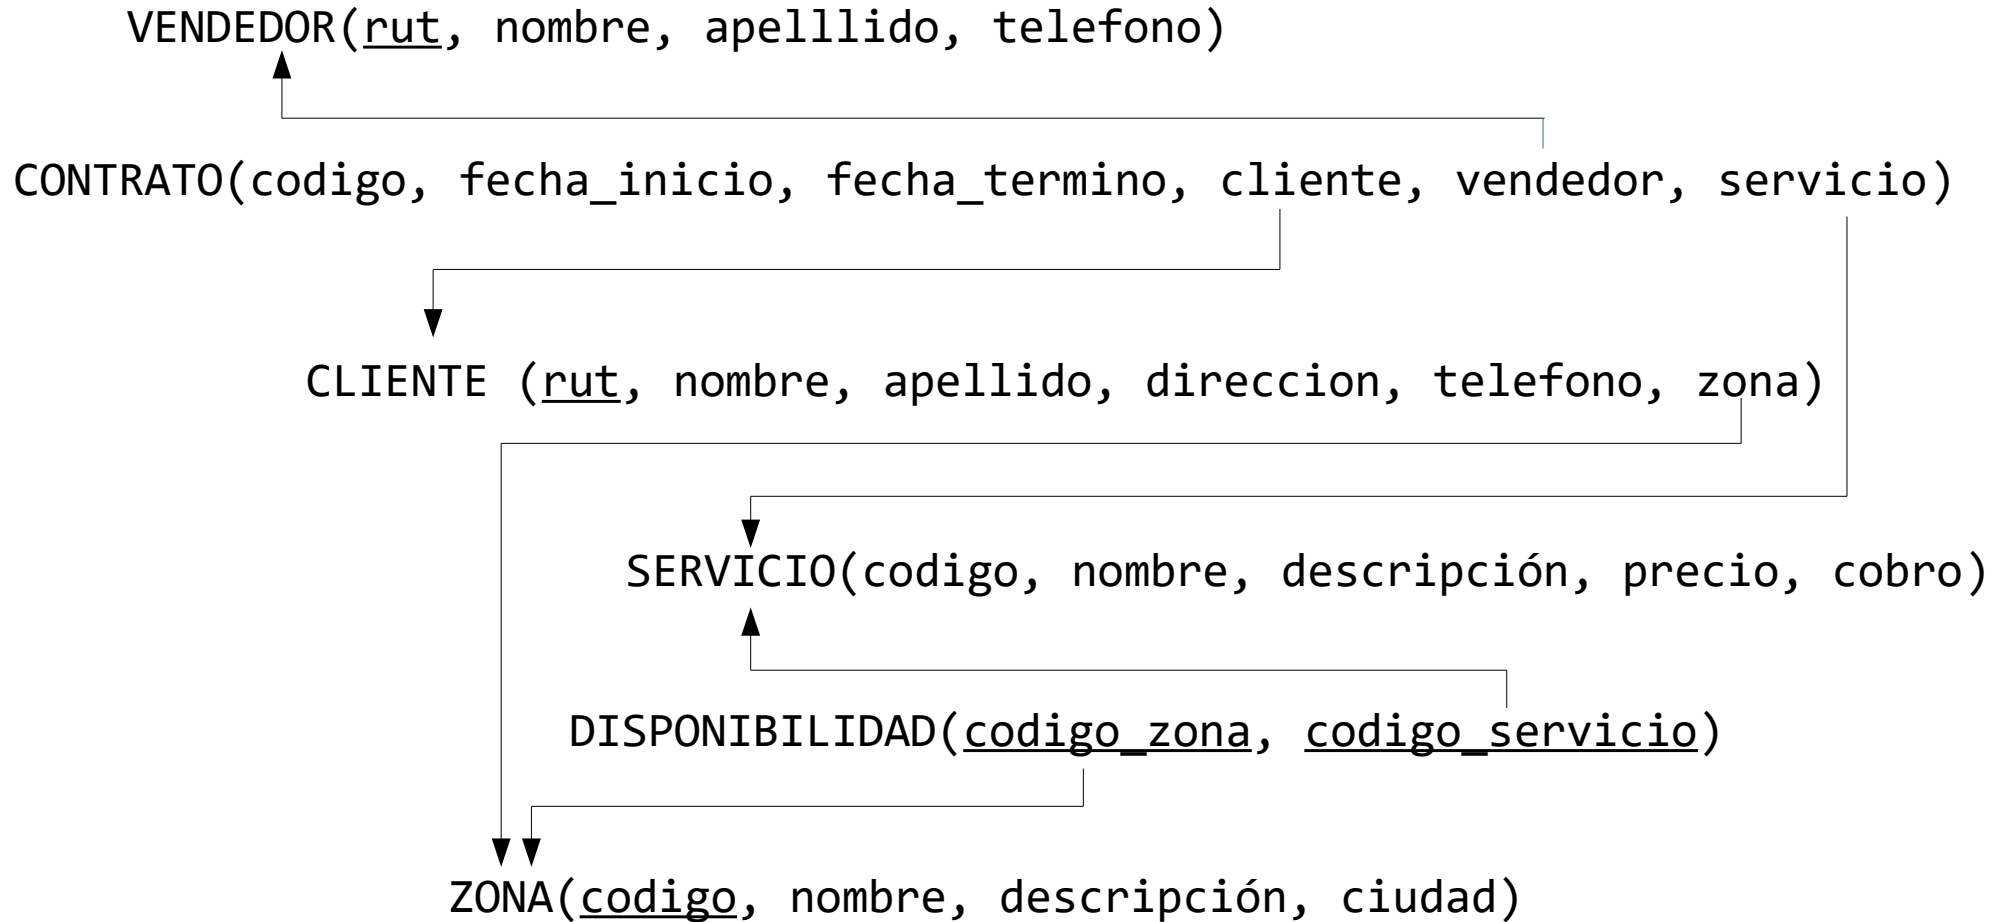 VENDEDOR(rut, nombre, apelllido, telefono)
CONTRATO(codigo, fecha_inicio, fecha_termino, cliente, vendedor, servicio)
CLIENTE (rut, nombre, apellido, direccion, telefono, zona)
SERVICIO(codigo, nombre, descripción, precio, cobro)
DISPONIBILIDAD(codigo_zona, codigo_servicio)
ZONA(codigo, nombre, descripción, ciudad)